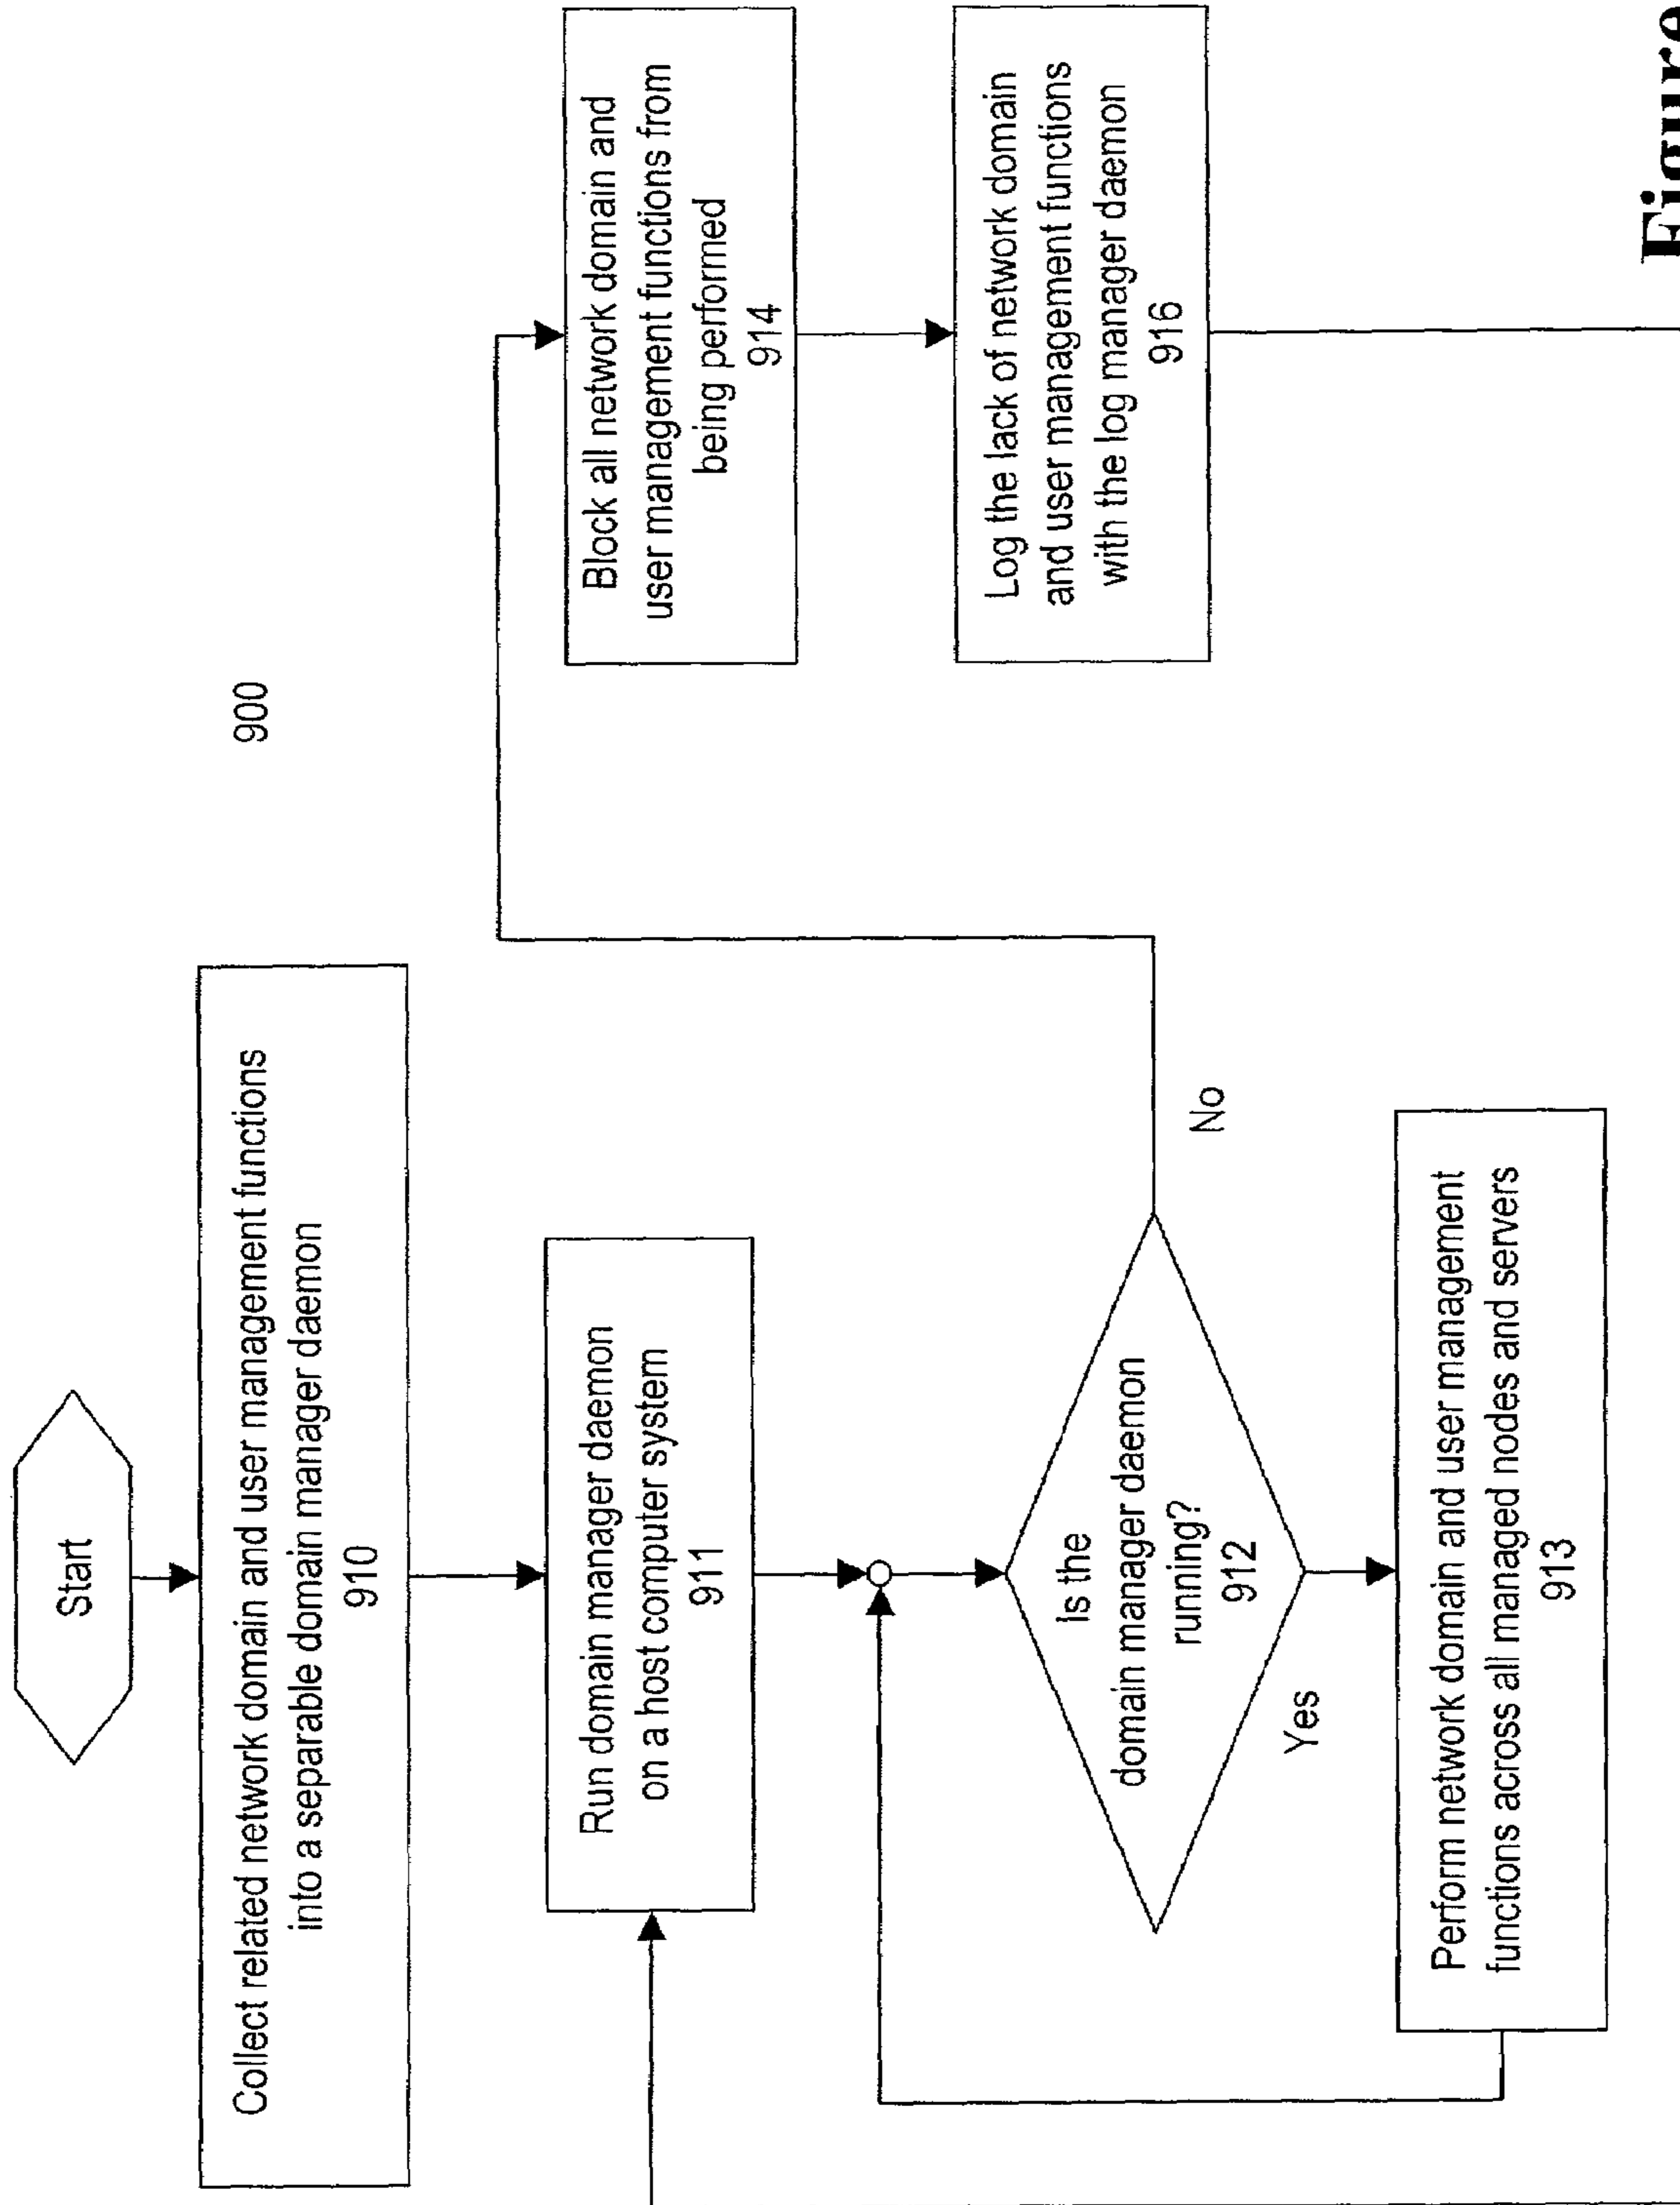 Start
Collect related network domain and user management functions
into a separable domain manager daemon
910
Run domain manager daemon
on a host computer system
911
Is the
domain manager daemon
running?
912
Yes
No
Perform network domain and user management
functions across all managed nodes and servers
913
900
Block all network domain and
user management functions from
being performed
914
Log the lack of network domain
and user management functions
with the log manager daemon
916
Figure